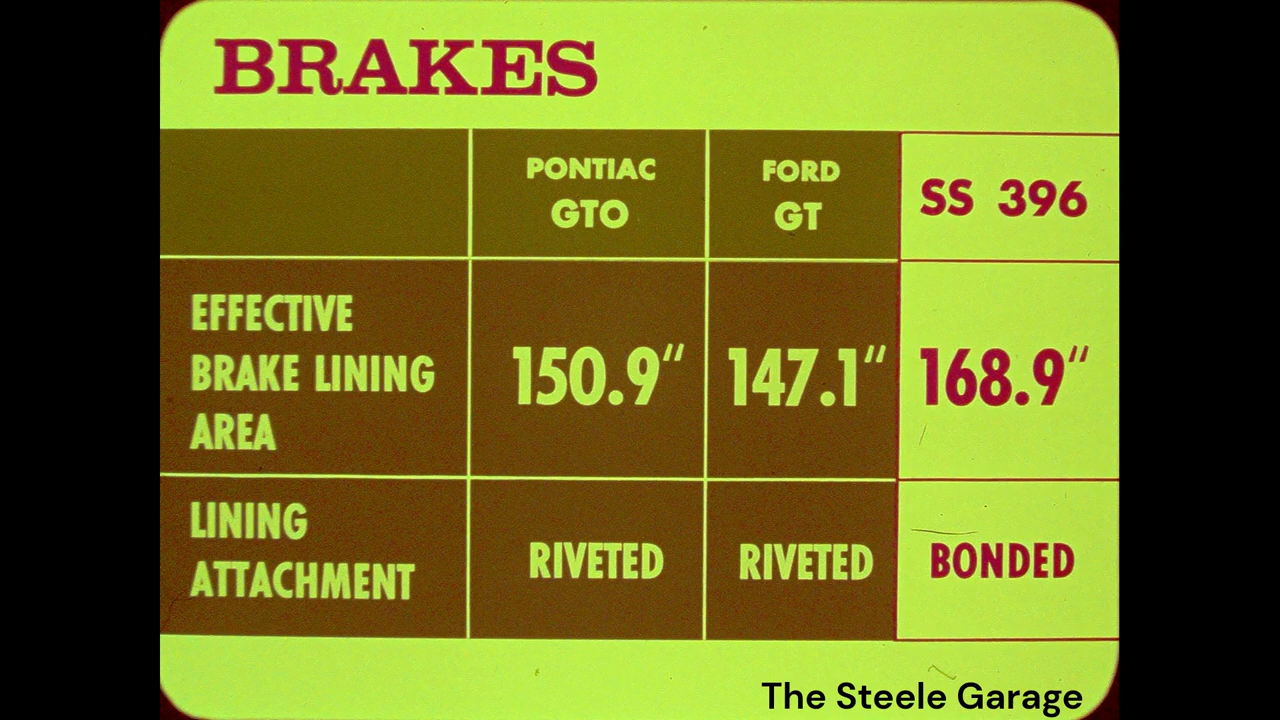 BRAKES
PONTIAC
GTO
FORD
GT
SS 396
EFFECTIVE
BRAKE LINING
AREA
150.9"
147.1"
168.9"
LINING
ATTACHMENT
RIVETED
RIVETED
BONDED
The Steele Garage